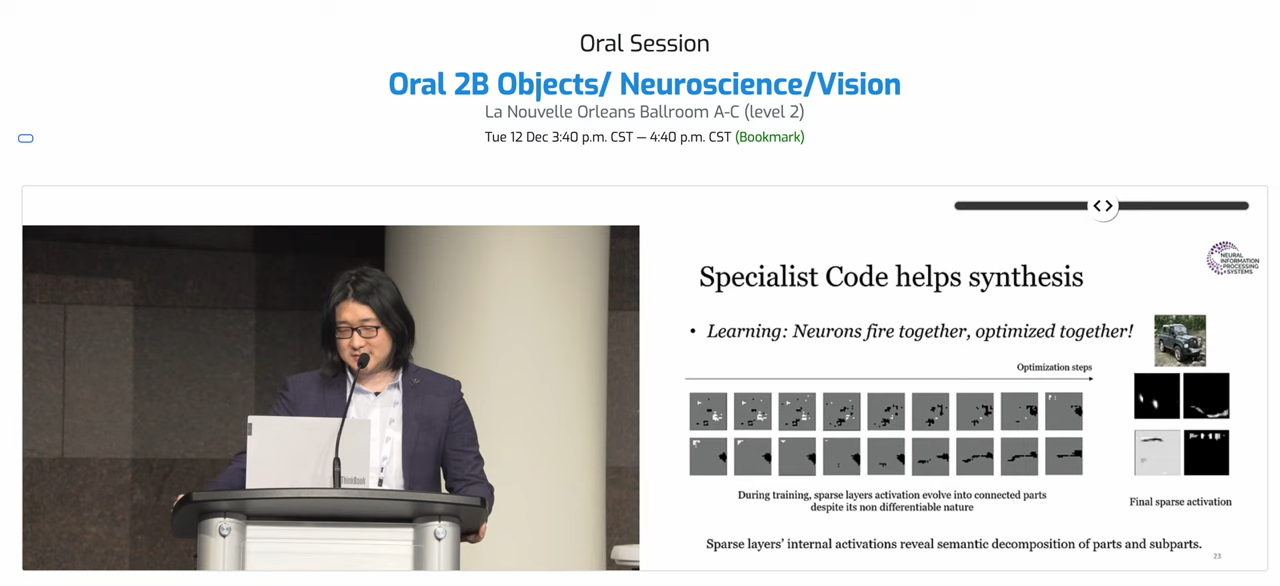 Oral Session
Oral 2B Objects/ Neuroscience/Vision
La Nouvelle Orleans Ballroom A-C (level 2)
Tue 12 Dec 3:40 p.m. CST — 4:40 p.m. CST (Bookmark)
NEURAL
INFORMATION
PROCESSING
SYSTEMS
Specialist Code helps synthesis
• Learning: Neurons fire together, optimized together!
Optimization steps
ThinkBook
During training, sparse layers activation evolve into connected parts
despite its non differentiable nature
Final sparse activation
Sparse layers' internal activations reveal semantic decomposition of parts and subparts.
23